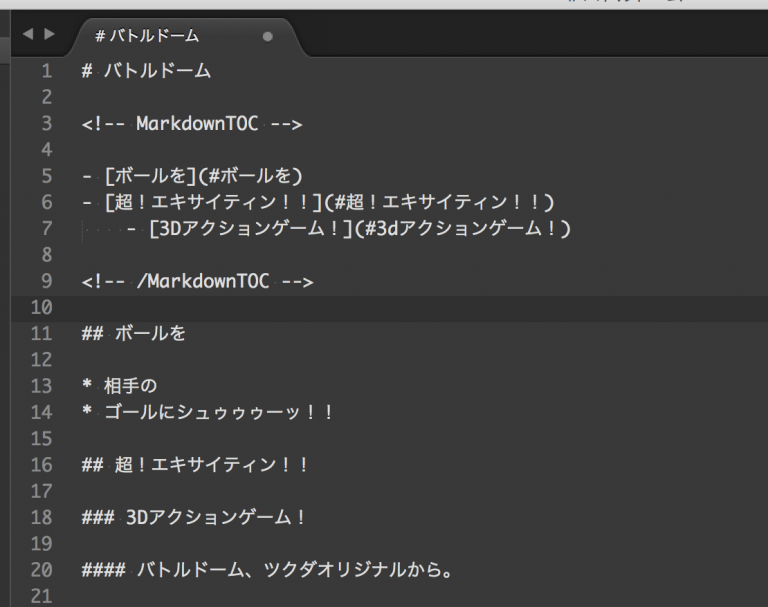 # バトルドーム
1 # バトルドーム
2
3 <!-- MarkdownTOC -->
4
5 - [ボールを](#ボールを)
6 - [超！エキサイティン！！](#超！エキサイティン！！)
7     - [3Dアクションゲーム！](#3dアクションゲーム！)
8
9 <!-- /MarkdownTOC -->
10
11 ## ボールを
12
13 * 相手の
14 * ゴールにシュゥゥゥーッ！！
15
16 ## 超！エキサイティン！！
17
18 ### 3Dアクションゲーム！
19
20 #### バトルドーム、ツクダオリジナルから。
21